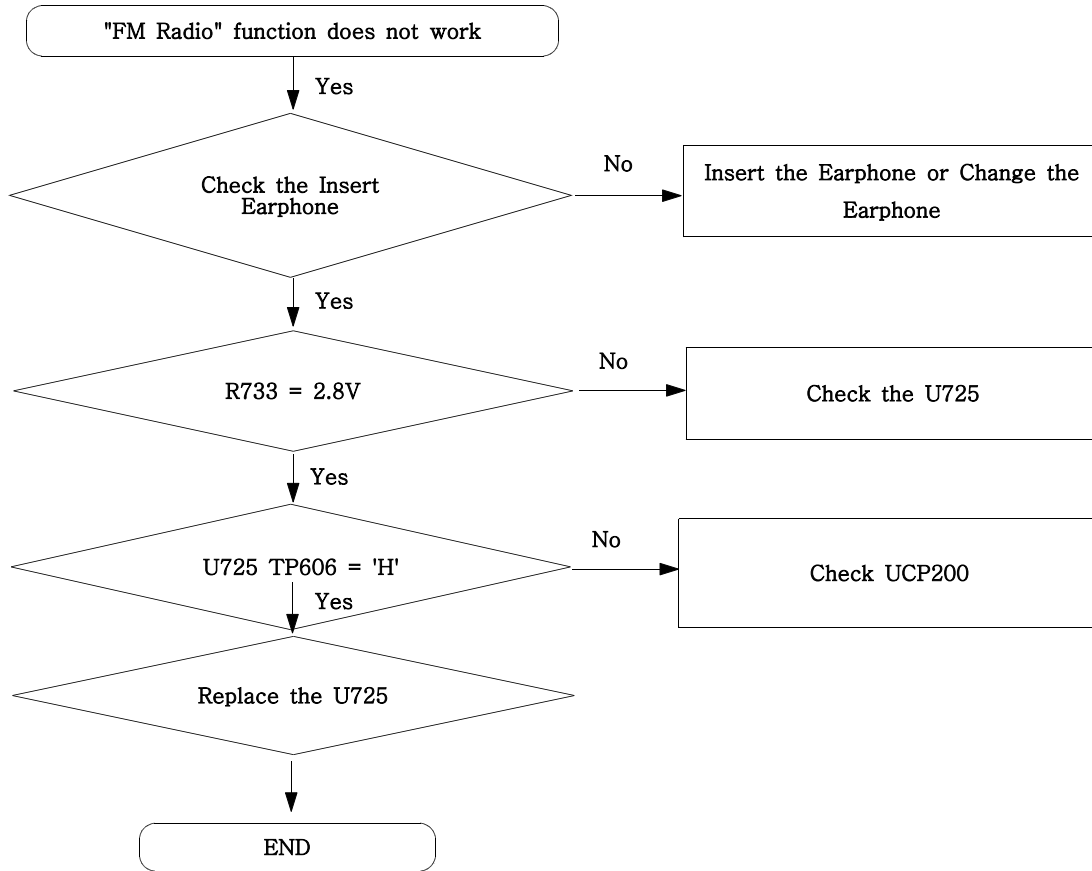 "FM Radio" function does not work
Yes
Check the Insert
Earphone
No
Insert the Earphone or Change the
Earphone
Yes
R733 = 2.8V
No
Check the U725
Yes
U725 TP606 = 'H'
No
Check UCP200
Yes
Replace the U725
END